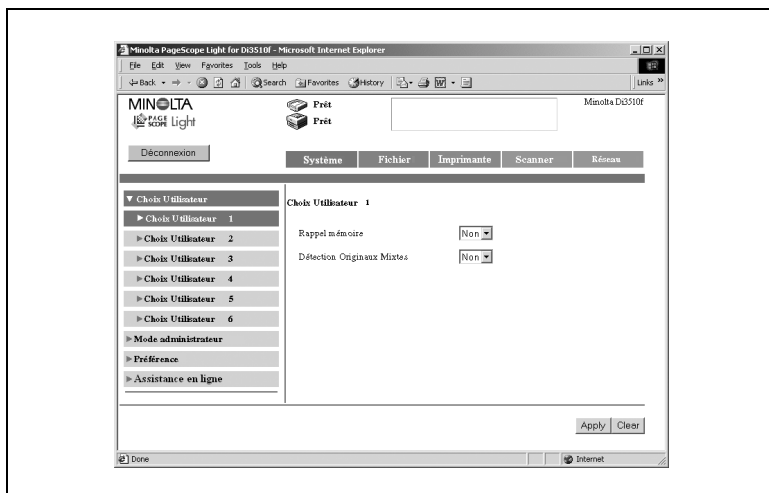 Minolta PageScope Light for Di3510f - Microsoft Internet Explorer
File Edit View Favorites Tools Help
Back Search Favorites History Links »
MINOLTA
PAGE SCOPE Light
Prêt
Prêt
Minolta Di3510f
Déconnexion
Système Fichier Imprimante Scanner Réseau
Choix Utilisateur
Choix Utilisateur 1
Choix Utilisateur 2
Choix Utilisateur 3
Choix Utilisateur 4
Choix Utilisateur 5
Choix Utilisateur 6
Mode administrateur
Préférence
Assistance en ligne
Choix Utilisateur 1
Rappel mémoire Non
Détection Originaux Mixtes Non
Apply Clear
Done Internet